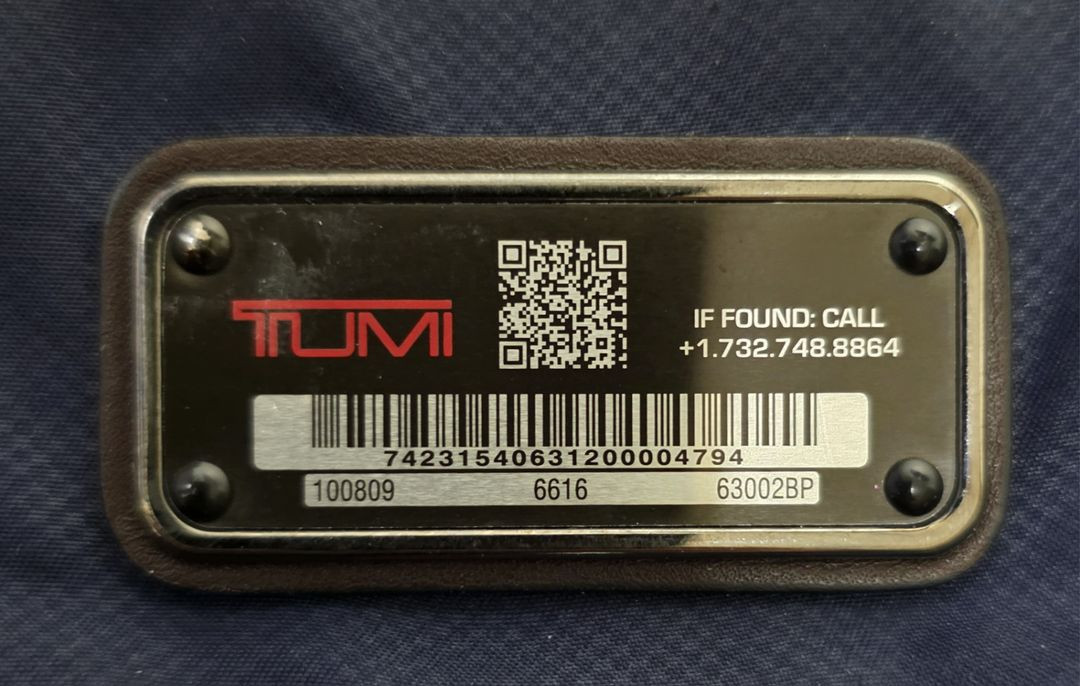 TUMI
IF FOUND: CALL
+1.732.748.8864
74231540631200004794
100809 6616 63002BP